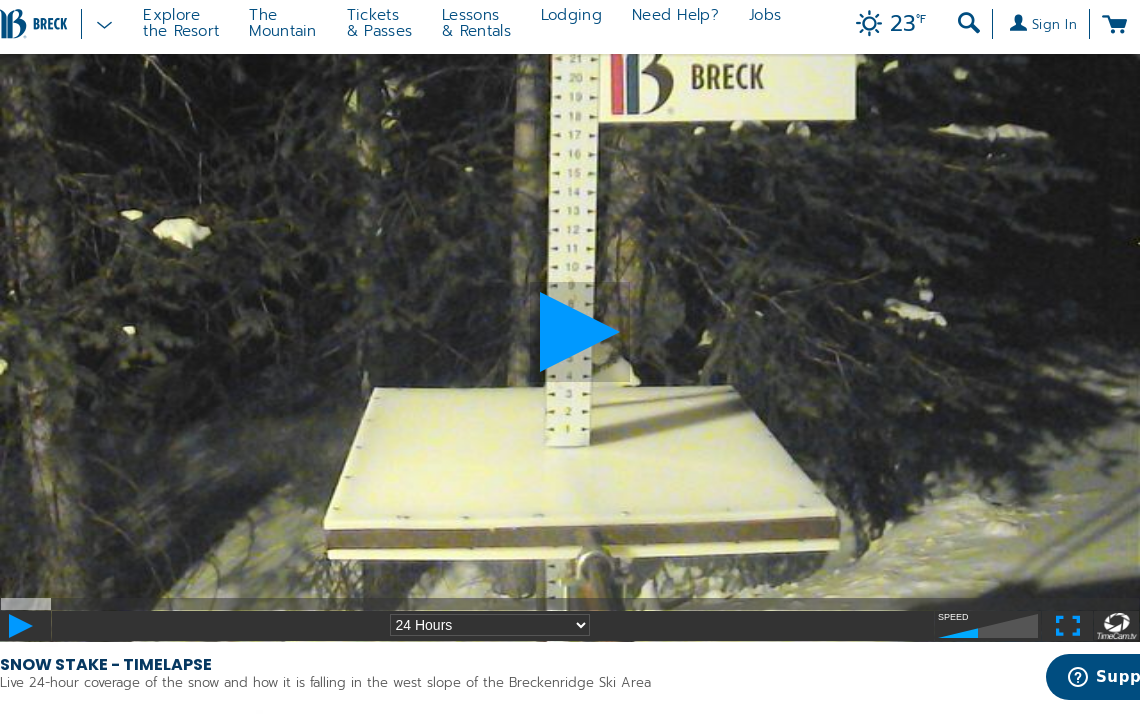 BRECK
Explore
the Resort
The
Mountain
Tickets
& Passes
Lessons
& Rentals
Lodging
Need Help?
Jobs
23°F
Sign In
BRECK
21
20
19
18
17
16
15
14
13
12
11
10
9
8
4
3
2
1
24 Hours
SPEED
TimeCam.tv
SNOW STAKE - TIMELAPSE
Live 24-hour coverage of the snow and how it is falling in the west slope of the Breckenridge Ski Area
Supp